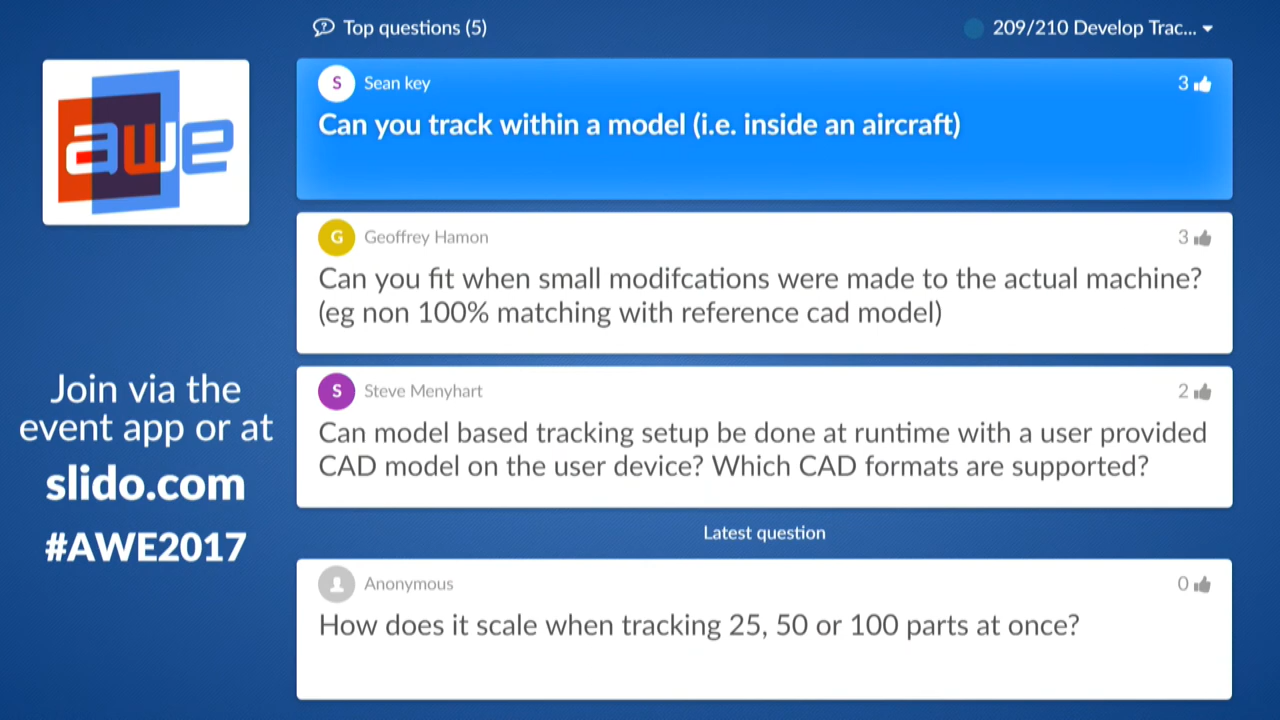 Top questions (5)
209/210 Develop Trac...
awe
S Sean key 3
Can you track within a model (i.e. inside an aircraft)
G Geoffrey Hamon 3
Can you fit when small modifcations were made to the actual machine?
(eg non 100% matching with reference cad model)
S Steve Menyhart 2
Can model based tracking setup be done at runtime with a user provided
CAD model on the user device? Which CAD formats are supported?
Latest question
Anonymous 0
How does it scale when tracking 25, 50 or 100 parts at once?
Join via the
event app or at
slido.com
#AWE2017